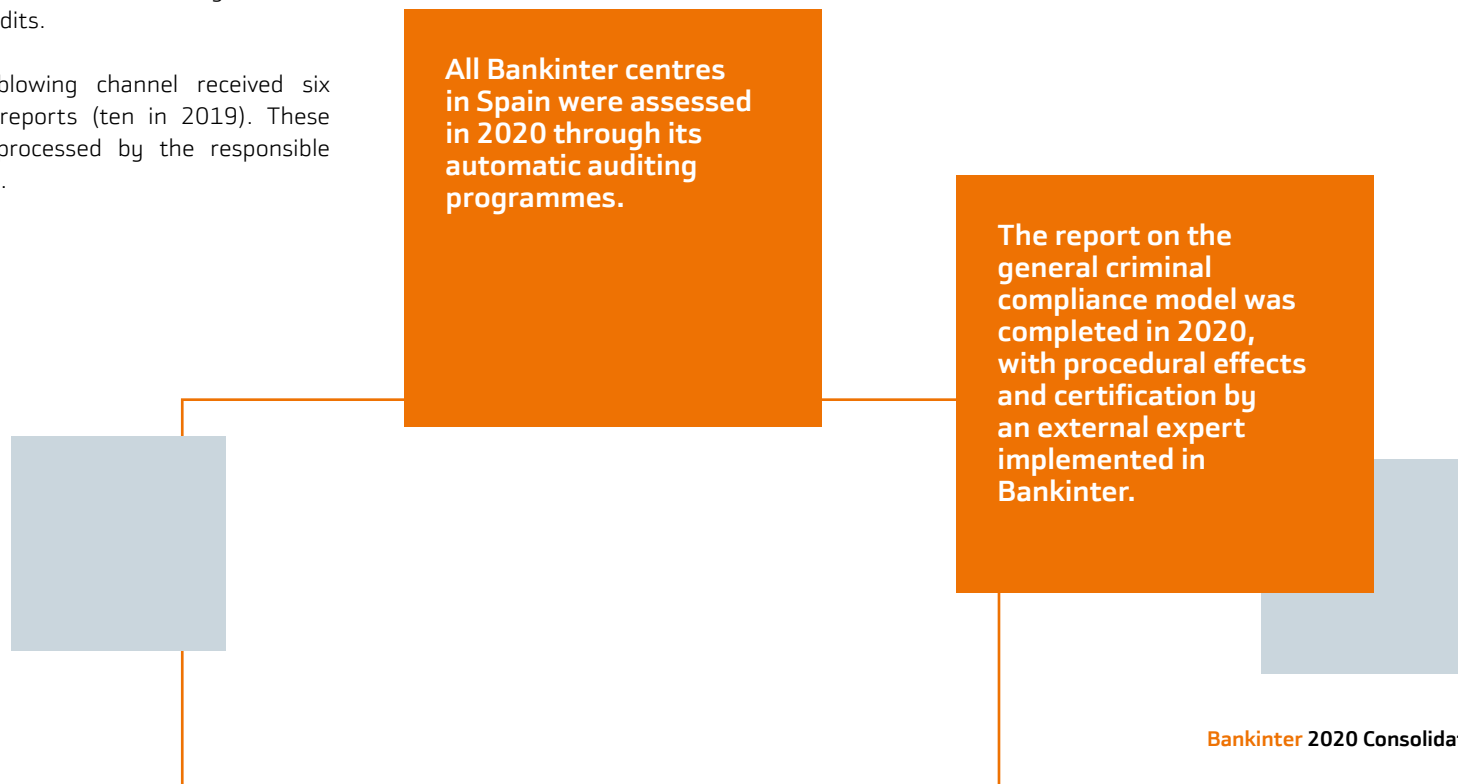 dits.
blowing channel received six
reports (ten in 2019). These
processed by the responsible
.
All Bankinter centres
in Spain were assessed
in 2020 through its
automatic auditing
programmes.
The report on the
general criminal
compliance model was
completed in 2020,
with procedural effects
and certification by
an external expert
implemented in
Bankinter.
Bankinter 2020 Consolidat